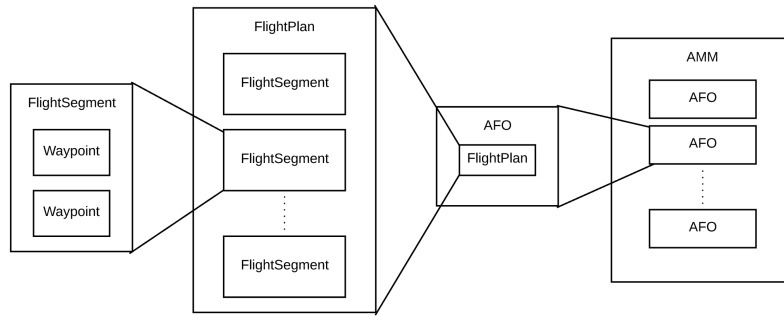 FlightSegment
Waypoint
Waypoint
FlightPlan
FlightSegment
FlightSegment
FlightSegment
AFO
FlightPlan
AMM
AFO
AFO
AFO